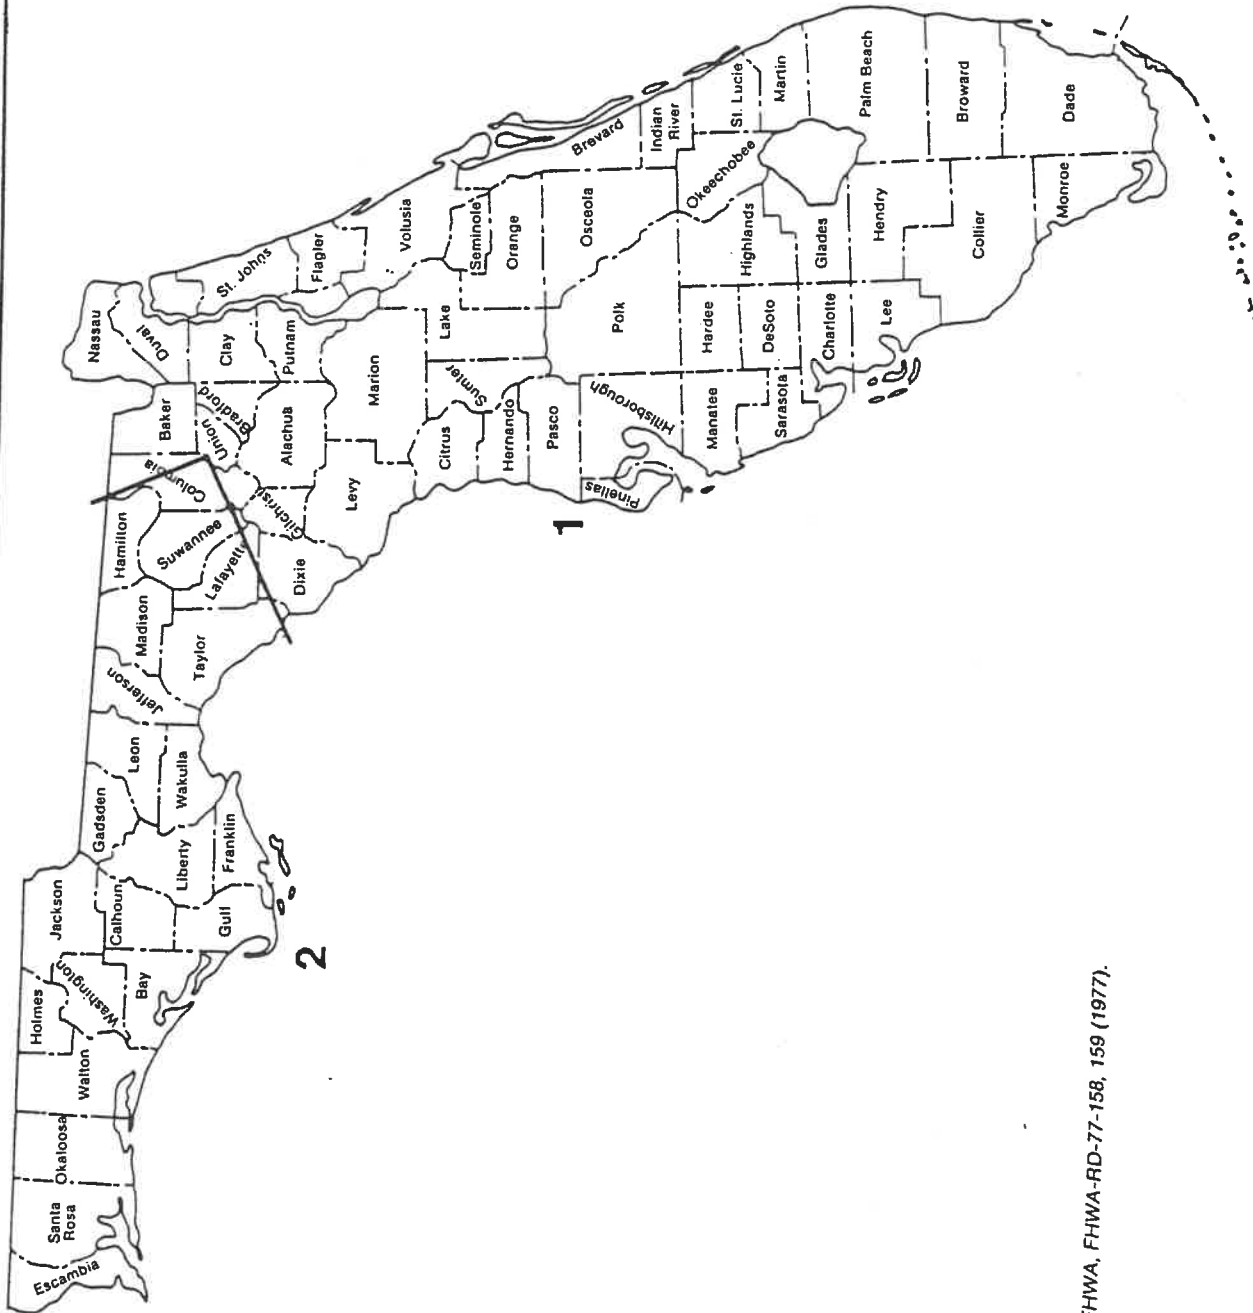 Escambia
Santa
Rosa
Okaloosa
Walton
Holmes
Washington
Bay
Jackson
Calhoun
Gulf
Gadsden
Liberty
Franklin
Leon
Wakulla
Jefferson
Madison
Taylor
Hamilton
Suwannee
Lafayette
Columbia
Dixie
Gilchrist
Baker
Union
Bradford
Alachua
Levy
Nassau
Duval
Clay
Putnam
St. Johns
Flagler
Marion
Volusia
Citrus
Sumter
Lake
Hernando
Pasco
Seminole
Orange
Brevard
Osceola
Indian
River
Pinellas
Hillsborough
Polk
Okeechobee
St. Lucie
Martin
Manatee
Hardee
Highlands
Sarasota
DeSoto
Charlotte
Glades
Palm Beach
Lee
Hendry
Broward
Collier
Monroe
Dade
1
2
FHWA-RD-77-158, 159 (1977).